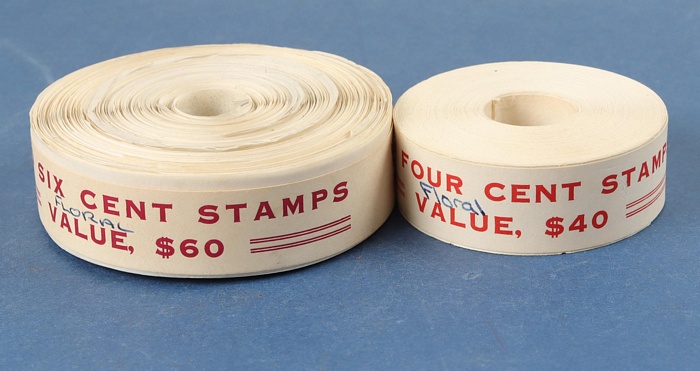 SIX CENT STAMPS
FLORAL
VALUE, $60
FOUR CENT STAMPS
Floral
VALUE, $40